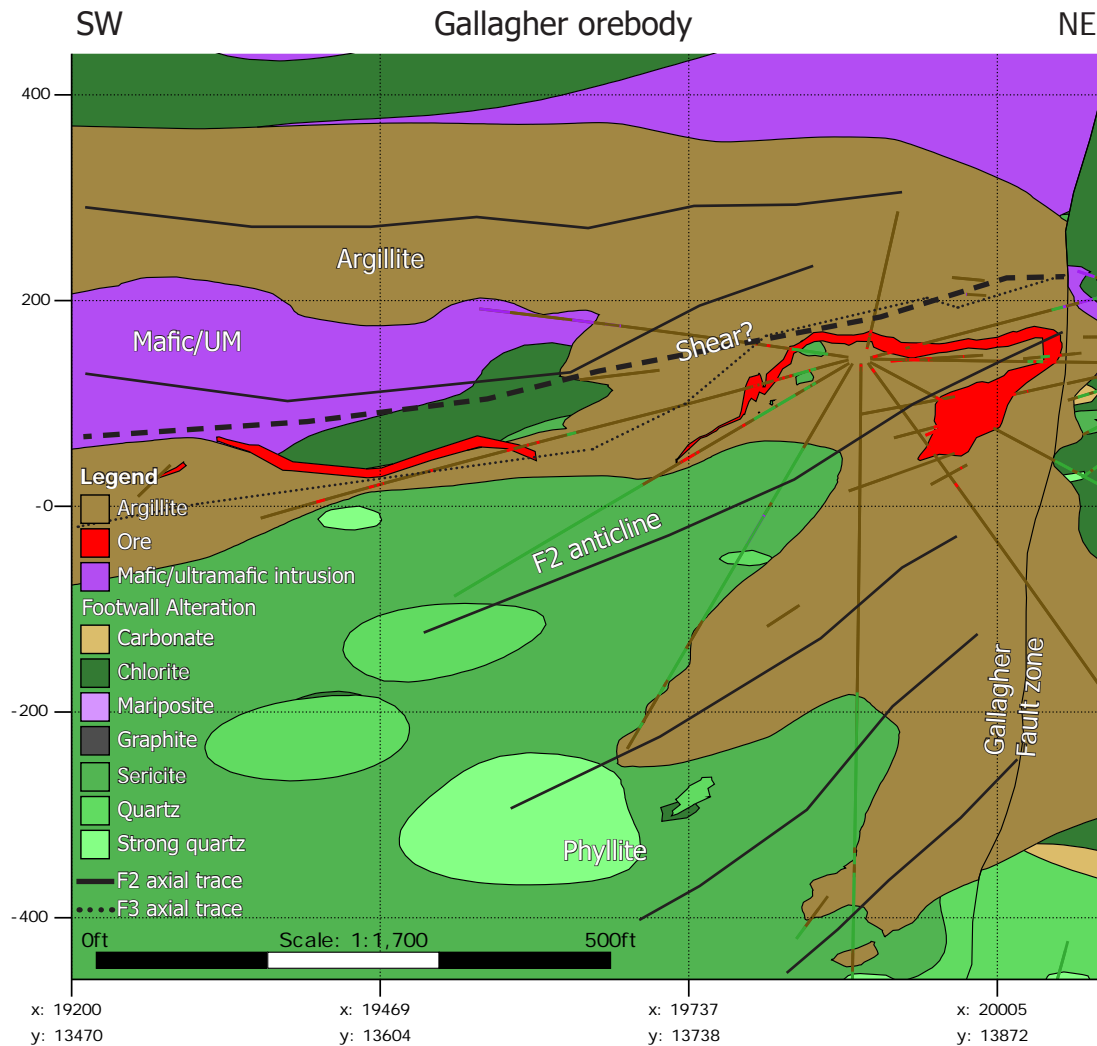 SW Gallagher orebody NE
400
200
-0
-200
-400
Argillite
Mafic/UM
Shear?
F2 anticline
Phyllite
Gallagher
Fault zone
Legend
Argillite
Ore
Mafic/ultramafic intrusion
Footwall Alteration
Carbonate
Chlorite
Mariposite
Graphite
Sericite
Quartz
Strong quartz
F2 axial trace
F3 axial trace
0ft Scale: 1:1,700 500ft
x: 19200 x: 19469 x: 19737 x: 20005
y: 13470 y: 13604 y: 13738 y: 13872